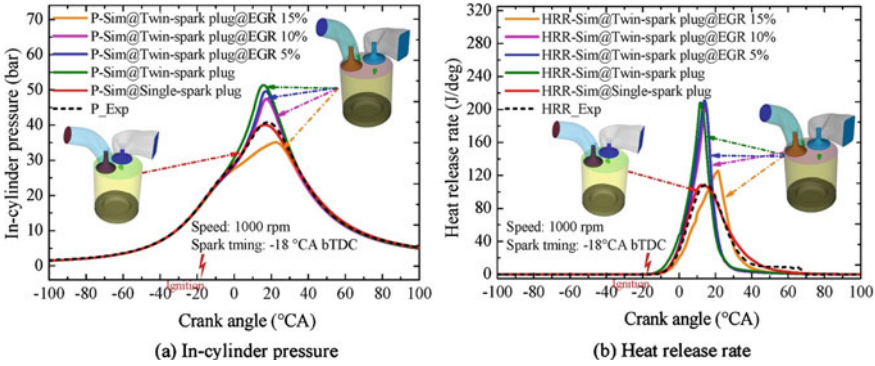 70
60
50
40
30
20
10
0
In-cylinder pressure (bar)
P-Sim@Twin-spark plug@EGR 15%
P-Sim@Twin-spark plug@EGR 10%
P-Sim@Twin-spark plug@EGR 5%
P-Sim@Twin-spark plug
P-Sim@Single-spark plug
P_Exp
Speed: 1000 rpm
Spark tming: -18 °CA bTDC
Ignition
-100 -80 -60 -40 -20 0 20 40 60 80 100
Crank angle (°CA)
(a) In-cylinder pressure
320
280
240
200
160
120
80
40
0
Heat release rate (J/deg)
HRR-Sim@Twin-spark plug@EGR 15%
HRR-Sim@Twin-spark plug@EGR 10%
HRR-Sim@Twin-spark plug@EGR 5%
HRR-Sim@Twin-spark plug
HRR-Sim@Single-spark plug
HRR_Exp
Speed: 1000 rpm
Spark tming: -18 °CA bTDC
Ignition
-100 -80 -60 -40 -20 0 20 40 60 80 100
Crank angle (°CA)
(b) Heat release rate